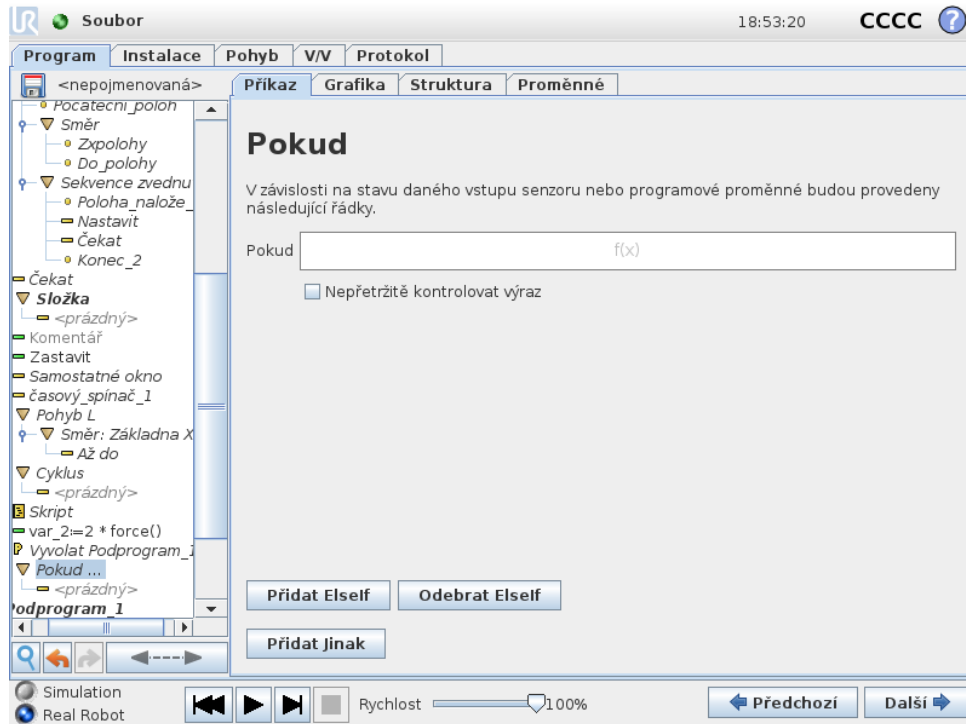 UR Soubor 18:53:20 CCCC ?
Program Instalace Pohyb V/V Protokol
<nepojmenovaná> Příkaz Grafika Struktura Proměnné
Směr
Zxpolohy
Do_polohy
Sekvence zvednu
Poloha_nalože_
Nastavit
Čekat
Konec_2
Čekat
Složka
<prázdný>
Komentář
Zastavit
Samostatné okno
časový_spínač_1
Pohyb L
Směr: Základna X
Až do
Cyklus
<prázdný>
Skript
var_2:=2 * force()
Vyvolat Podprogram_1
Pokud ...
<prázdný>
Podprogram_1
Pokud
V závislosti na stavu daného vstupu senzoru nebo programové proměnné budou provedeny
následující řádky.
Pokud f(x)
Nepřetržitě kontrolovat výraz
Přidat ElseIf Odebrat ElseIf
Přidat Jinak
Simulation
Real Robot
Rychlost 100%
Předchozí Další